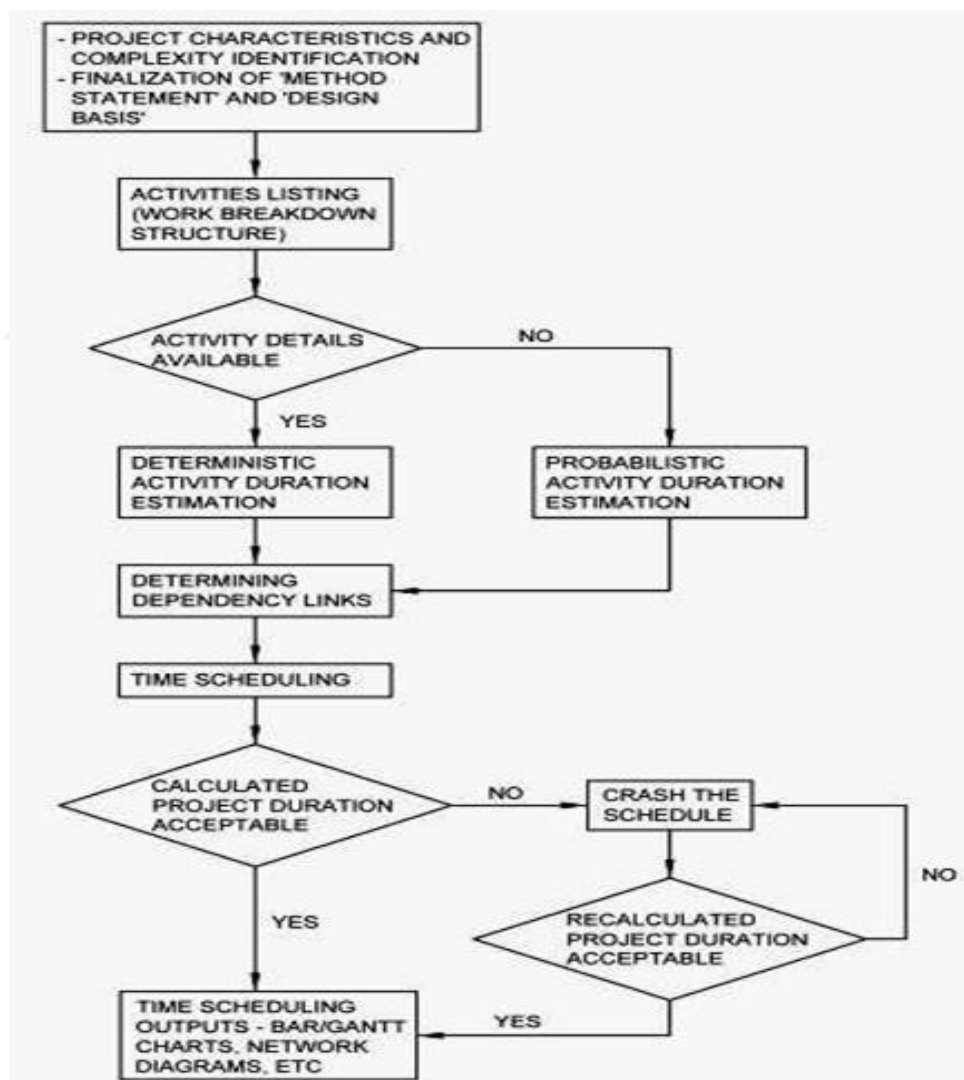 - PROJECT CHARACTERISTICS AND
COMPLEXITY IDENTIFICATION
- FINALIZATION OF 'METHOD
STATEMENT' AND 'DESIGN
BASIS'
ACTIVITIES LISTING
(WORK BREAKDOWN
STRUCTURE)
ACTIVITY DETAILS
AVAILABLE
NO
YES
DETERMINISTIC
ACTIVITY DURATION
ESTIMATION
PROBABILISTIC
ACTIVITY DURATION
ESTIMATION
DETERMINING
DEPENDENCY LINKS
TIME SCHEDULING
CALCULATED
PROJECT DURATION
ACCEPTABLE
NO
CRASH THE
SCHEDULE
NO
YES
RECALCULATED
PROJECT DURATION
ACCEPTABLE
YES
TIME SCHEDULING
OUTPUTS - BAR/GANTT
CHARTS, NETWORK
DIAGRAMS, ETC